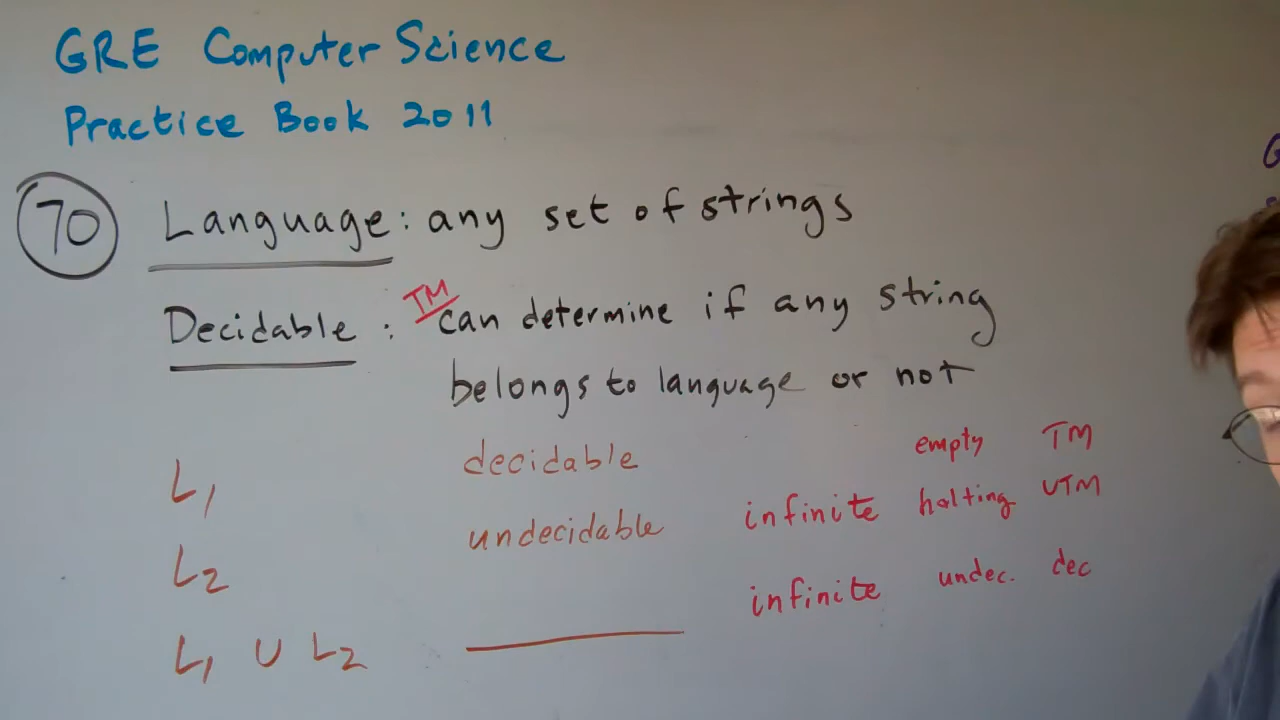 GRE Computer Science
Practice Book 2011
70 Language: any set of strings
Decidable: TM can determine if any string
belongs to language or not
L1 decidable empty TM
L2 undecidable infinite halting UTM
L1 ∪ L2 infinite undec. dec